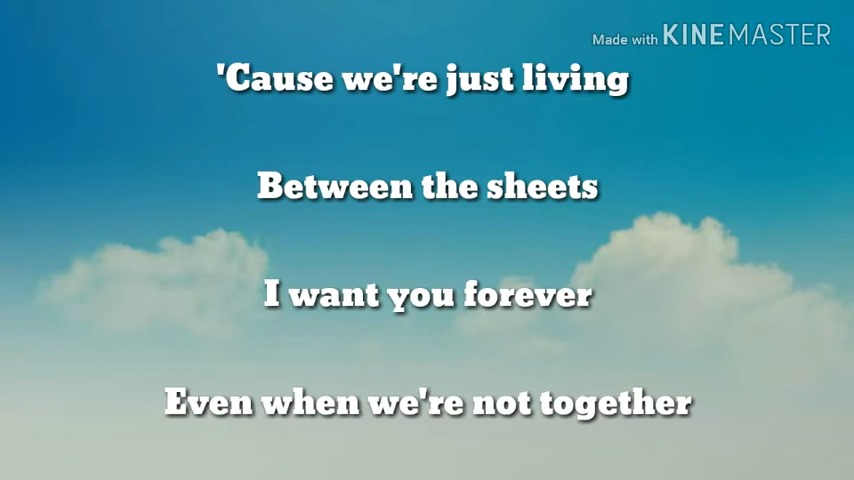 Made with KINEMASTER
'Cause we're just living
Between the sheets
I want you forever
Even when we're not together